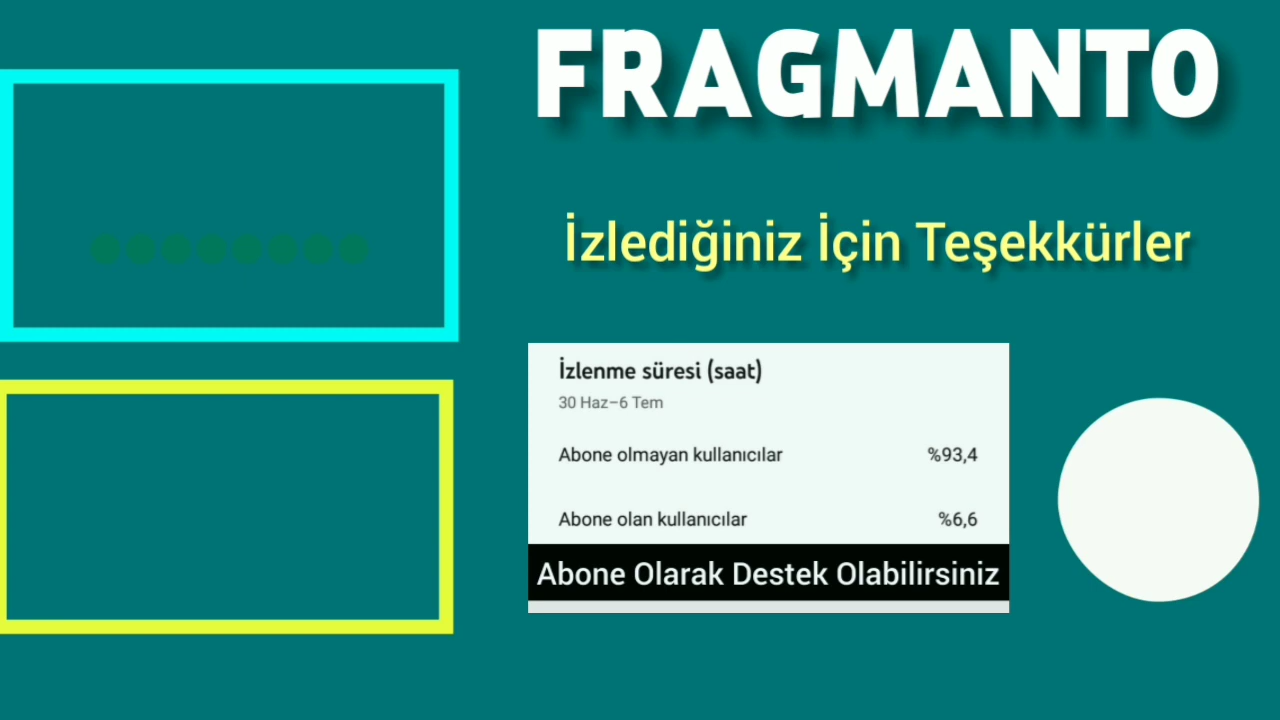 FRAGMANTO
İzlediğiniz İçin Teşekkürler
İzlenme süresi (saat)
30 Haz–6 Tem
Abone olmayan kullanıcılar %93,4
Abone olan kullanıcılar %6,6
Abone Olarak Destek Olabilirsiniz